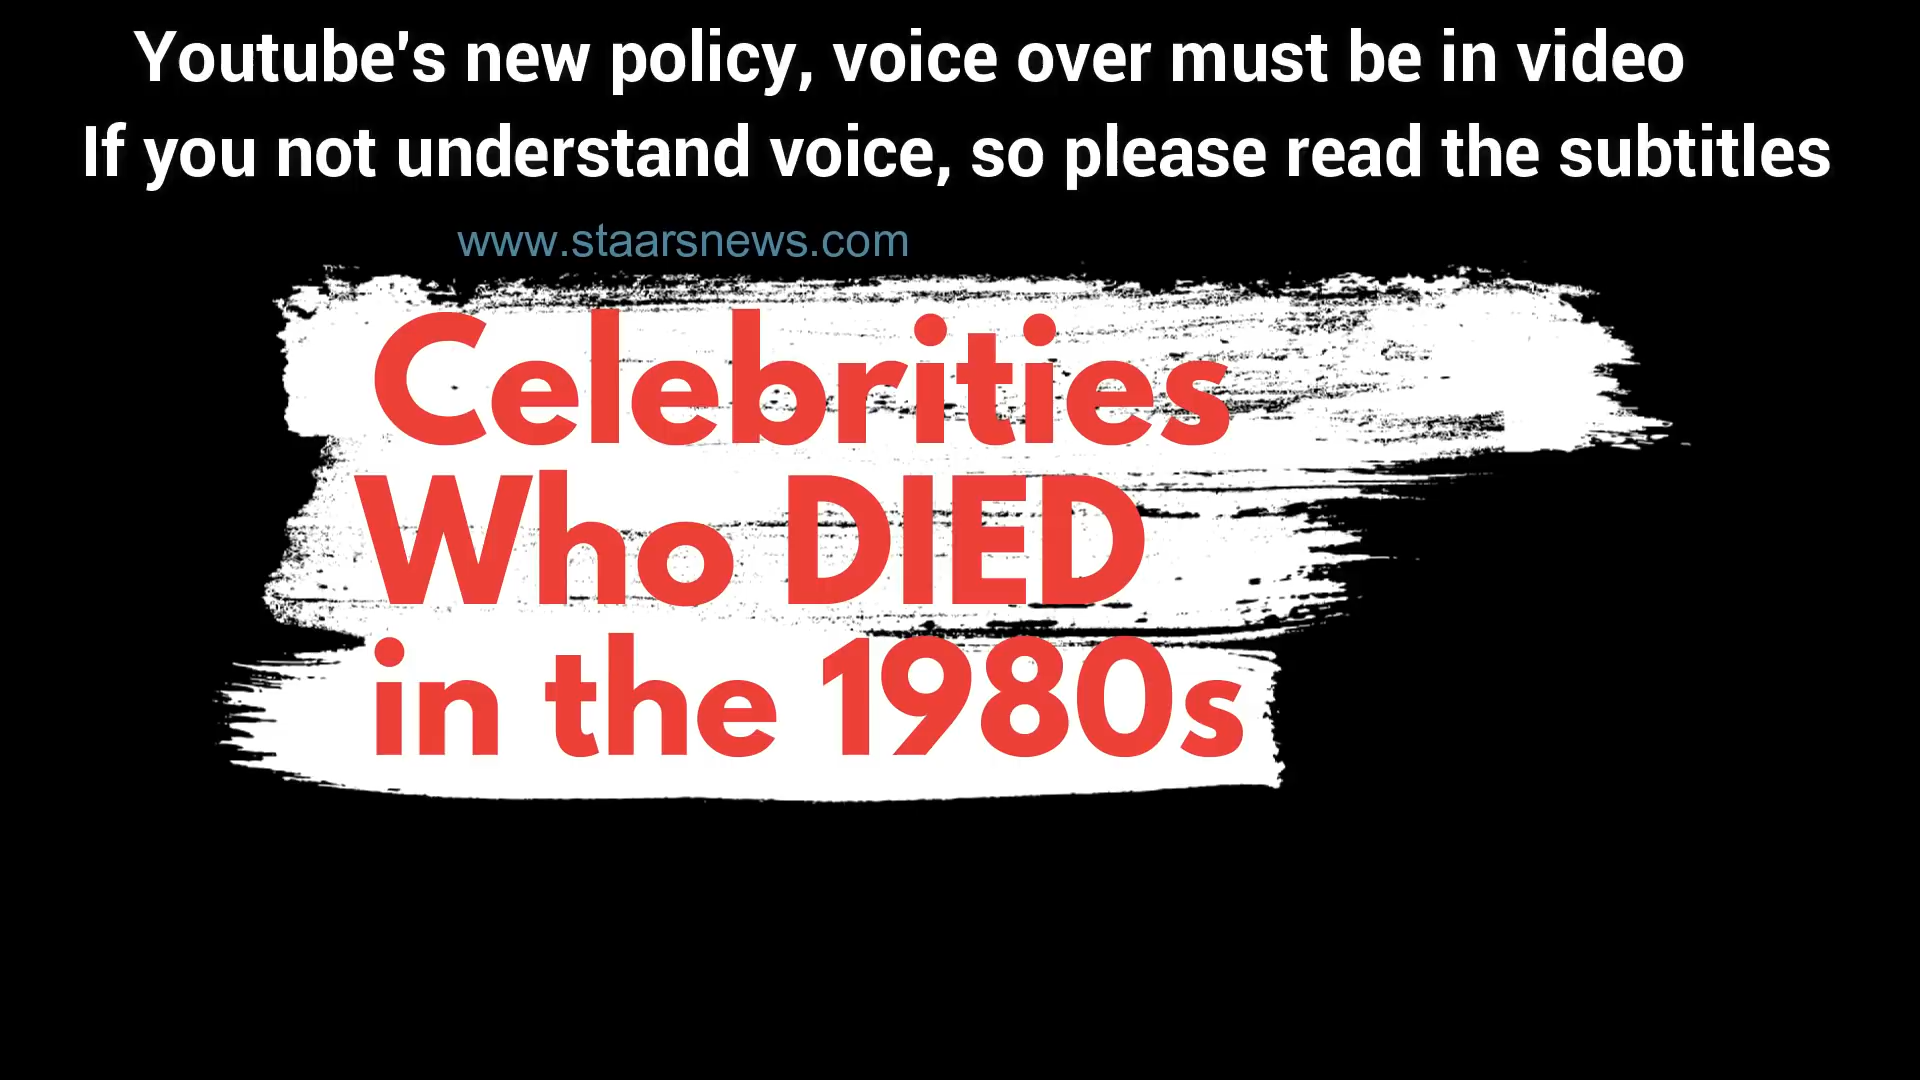 Youtube's new policy, voice over must be in video
If you not understand voice, so please read the subtitles
www.staarsnews.com
Celebrities
Who DIED
in the 1980s